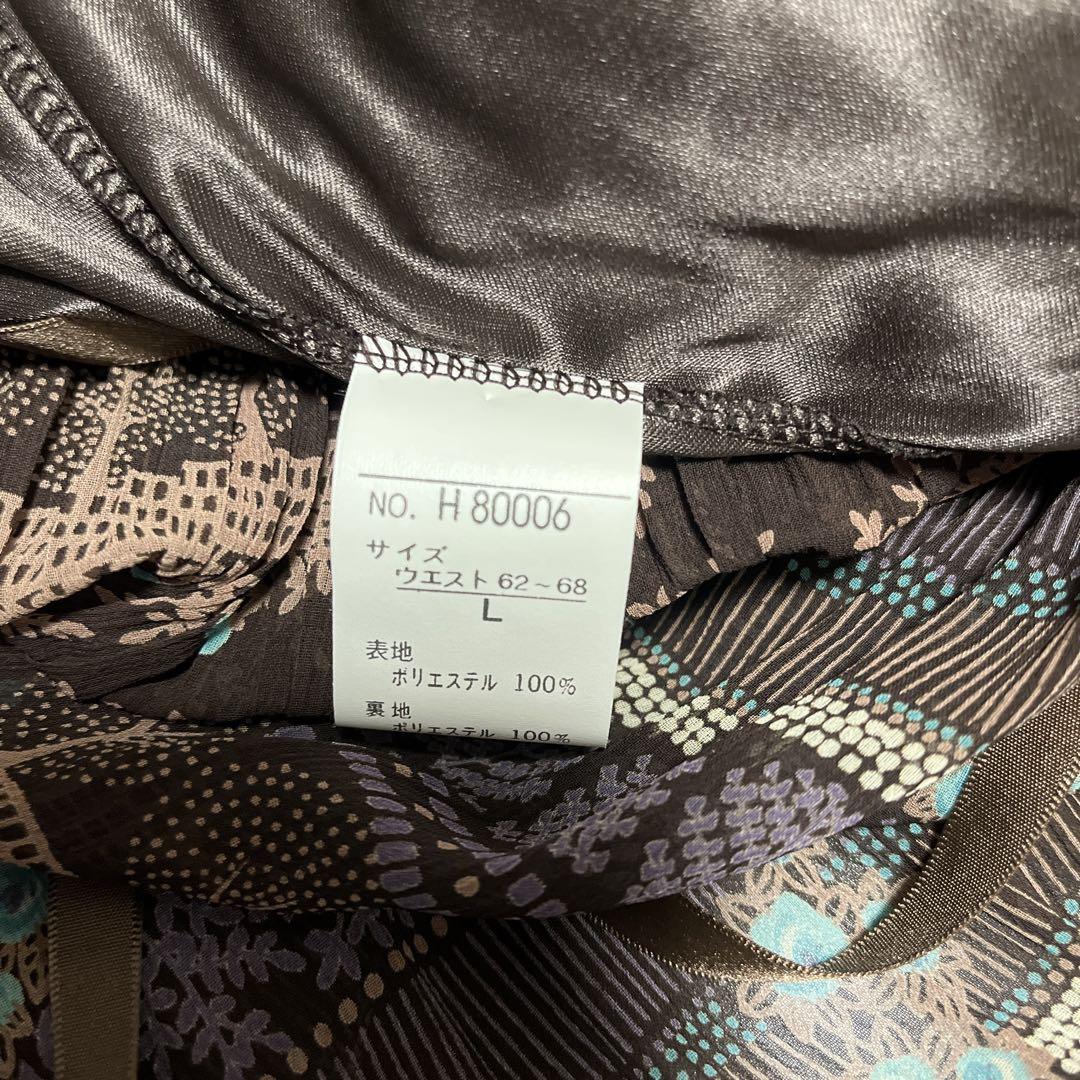 NO. H 80006
サイズ
ウエスト 62～68
L
表地
ポリエステル 100%
裏地
ポリエステル 100%